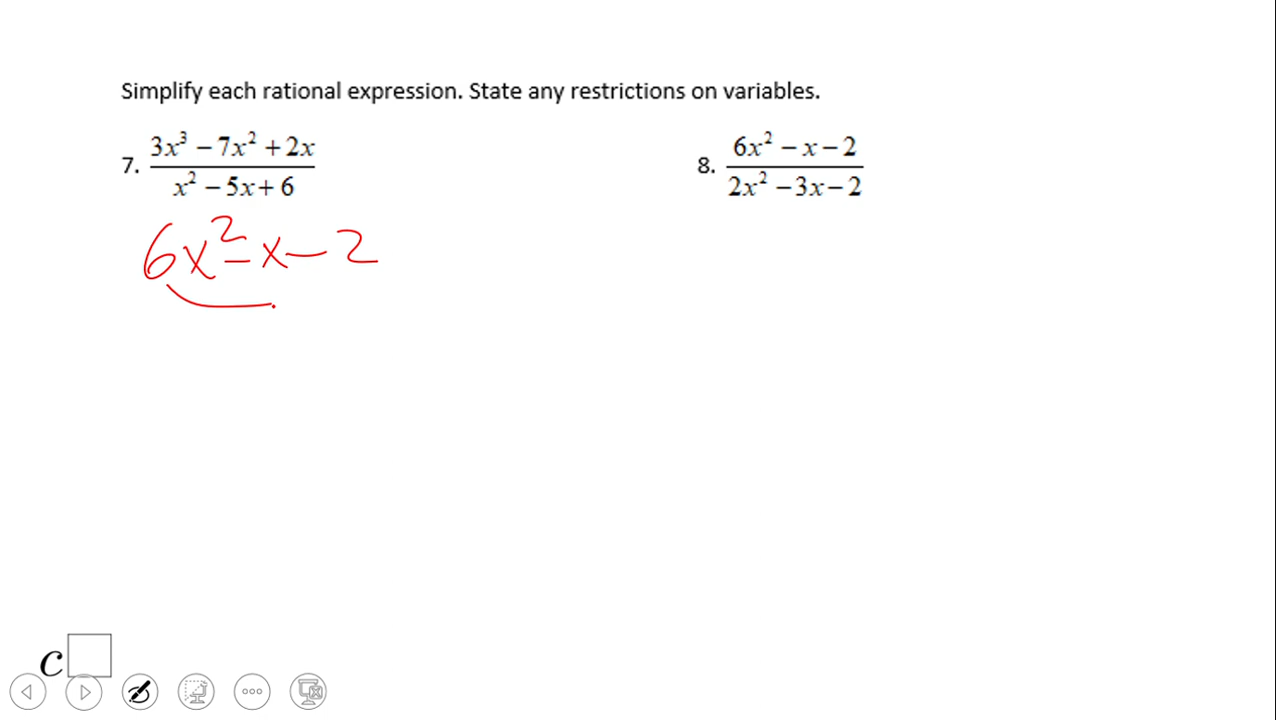 Simplify each rational expression. State any restrictions on variables.
7. (3x³ – 7x² + 2x)/(x² – 5x + 6)
8. (6x² – x – 2)/(2x² – 3x – 2)
6x² – x – 2
c